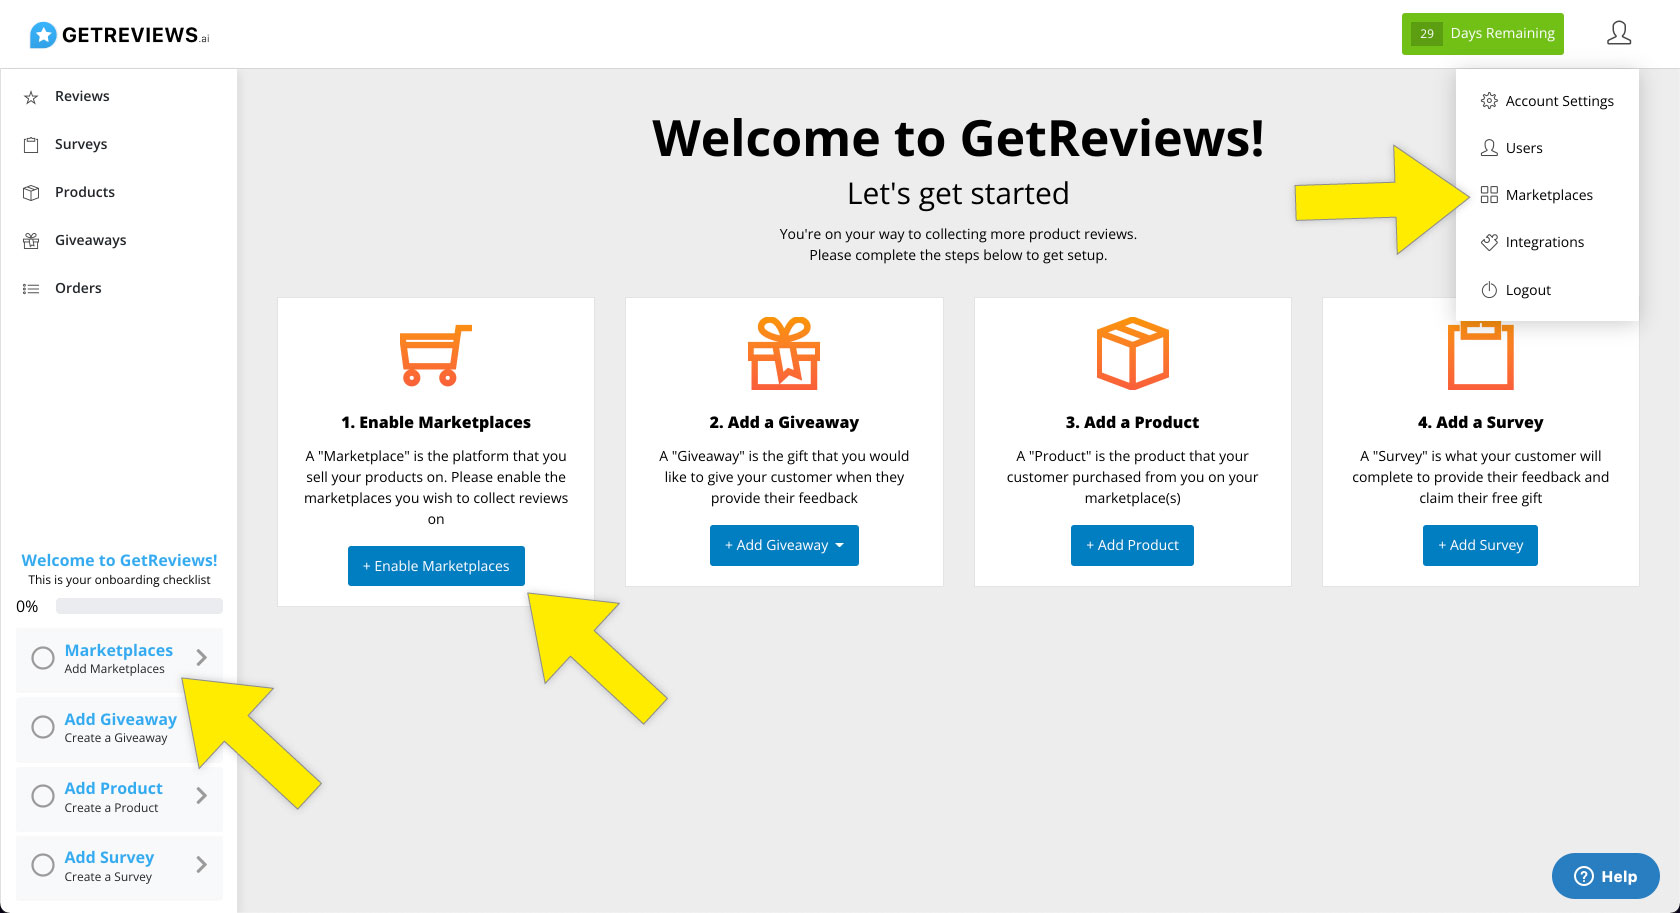 GETREVIEWS.ai
29 Days Remaining
Reviews
Surveys
Products
Giveaways
Orders
Account Settings
Users
Marketplaces
Integrations
Logout
Welcome to GetReviews!
Let's get started
You're on your way to collecting more product reviews.
Please complete the steps below to get setup.
1. Enable Marketplaces
A "Marketplace" is the platform that you
sell your products on. Please enable the
marketplaces you wish to collect reviews
on
+ Enable Marketplaces
2. Add a Giveaway
A "Giveaway" is the gift that you would
like to give your customer when they
provide their feedback
+ Add Giveaway
3. Add a Product
A "Product" is the product that your
customer purchased from you on your
marketplace(s)
+ Add Product
4. Add a Survey
A "Survey" is what your customer will
complete to provide their feedback and
claim their free gift
+ Add Survey
Welcome to GetReviews!
This is your onboarding checklist
0%
Marketplaces
Add Marketplaces
Add Giveaway
Create a Giveaway
Add Product
Create a Product
Add Survey
Create a Survey
Help